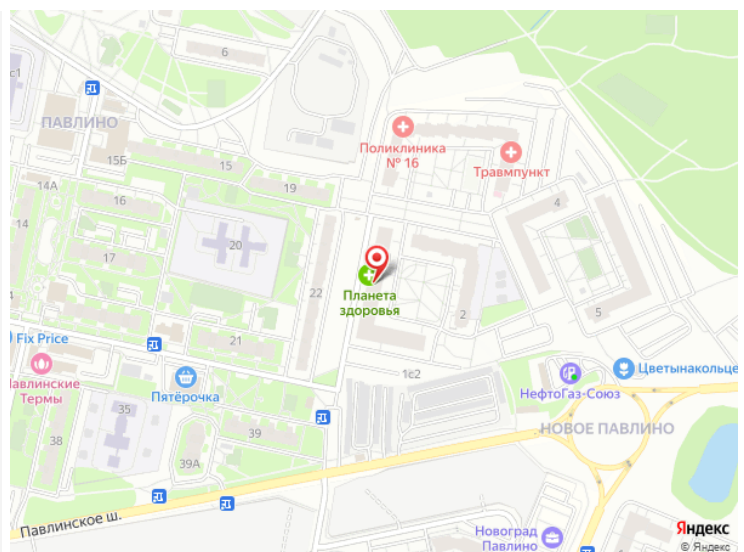 с1
6
ПАВЛИНО
15Б
15
Поликлиника
№ 16
Травмпункт
14А
16
19
4
14
20
17
22
Планета
здоровья
2
5
Fix Price
21
1с2
НефтоГаз-Союз
Цветынакольце
Павлинские
Термы
Пятёрочка
35
38
39
39А
НОВОЕ ПАВЛИНО
Павлинское ш.
Новоград
Павлино
Яндекс
© Яндекс